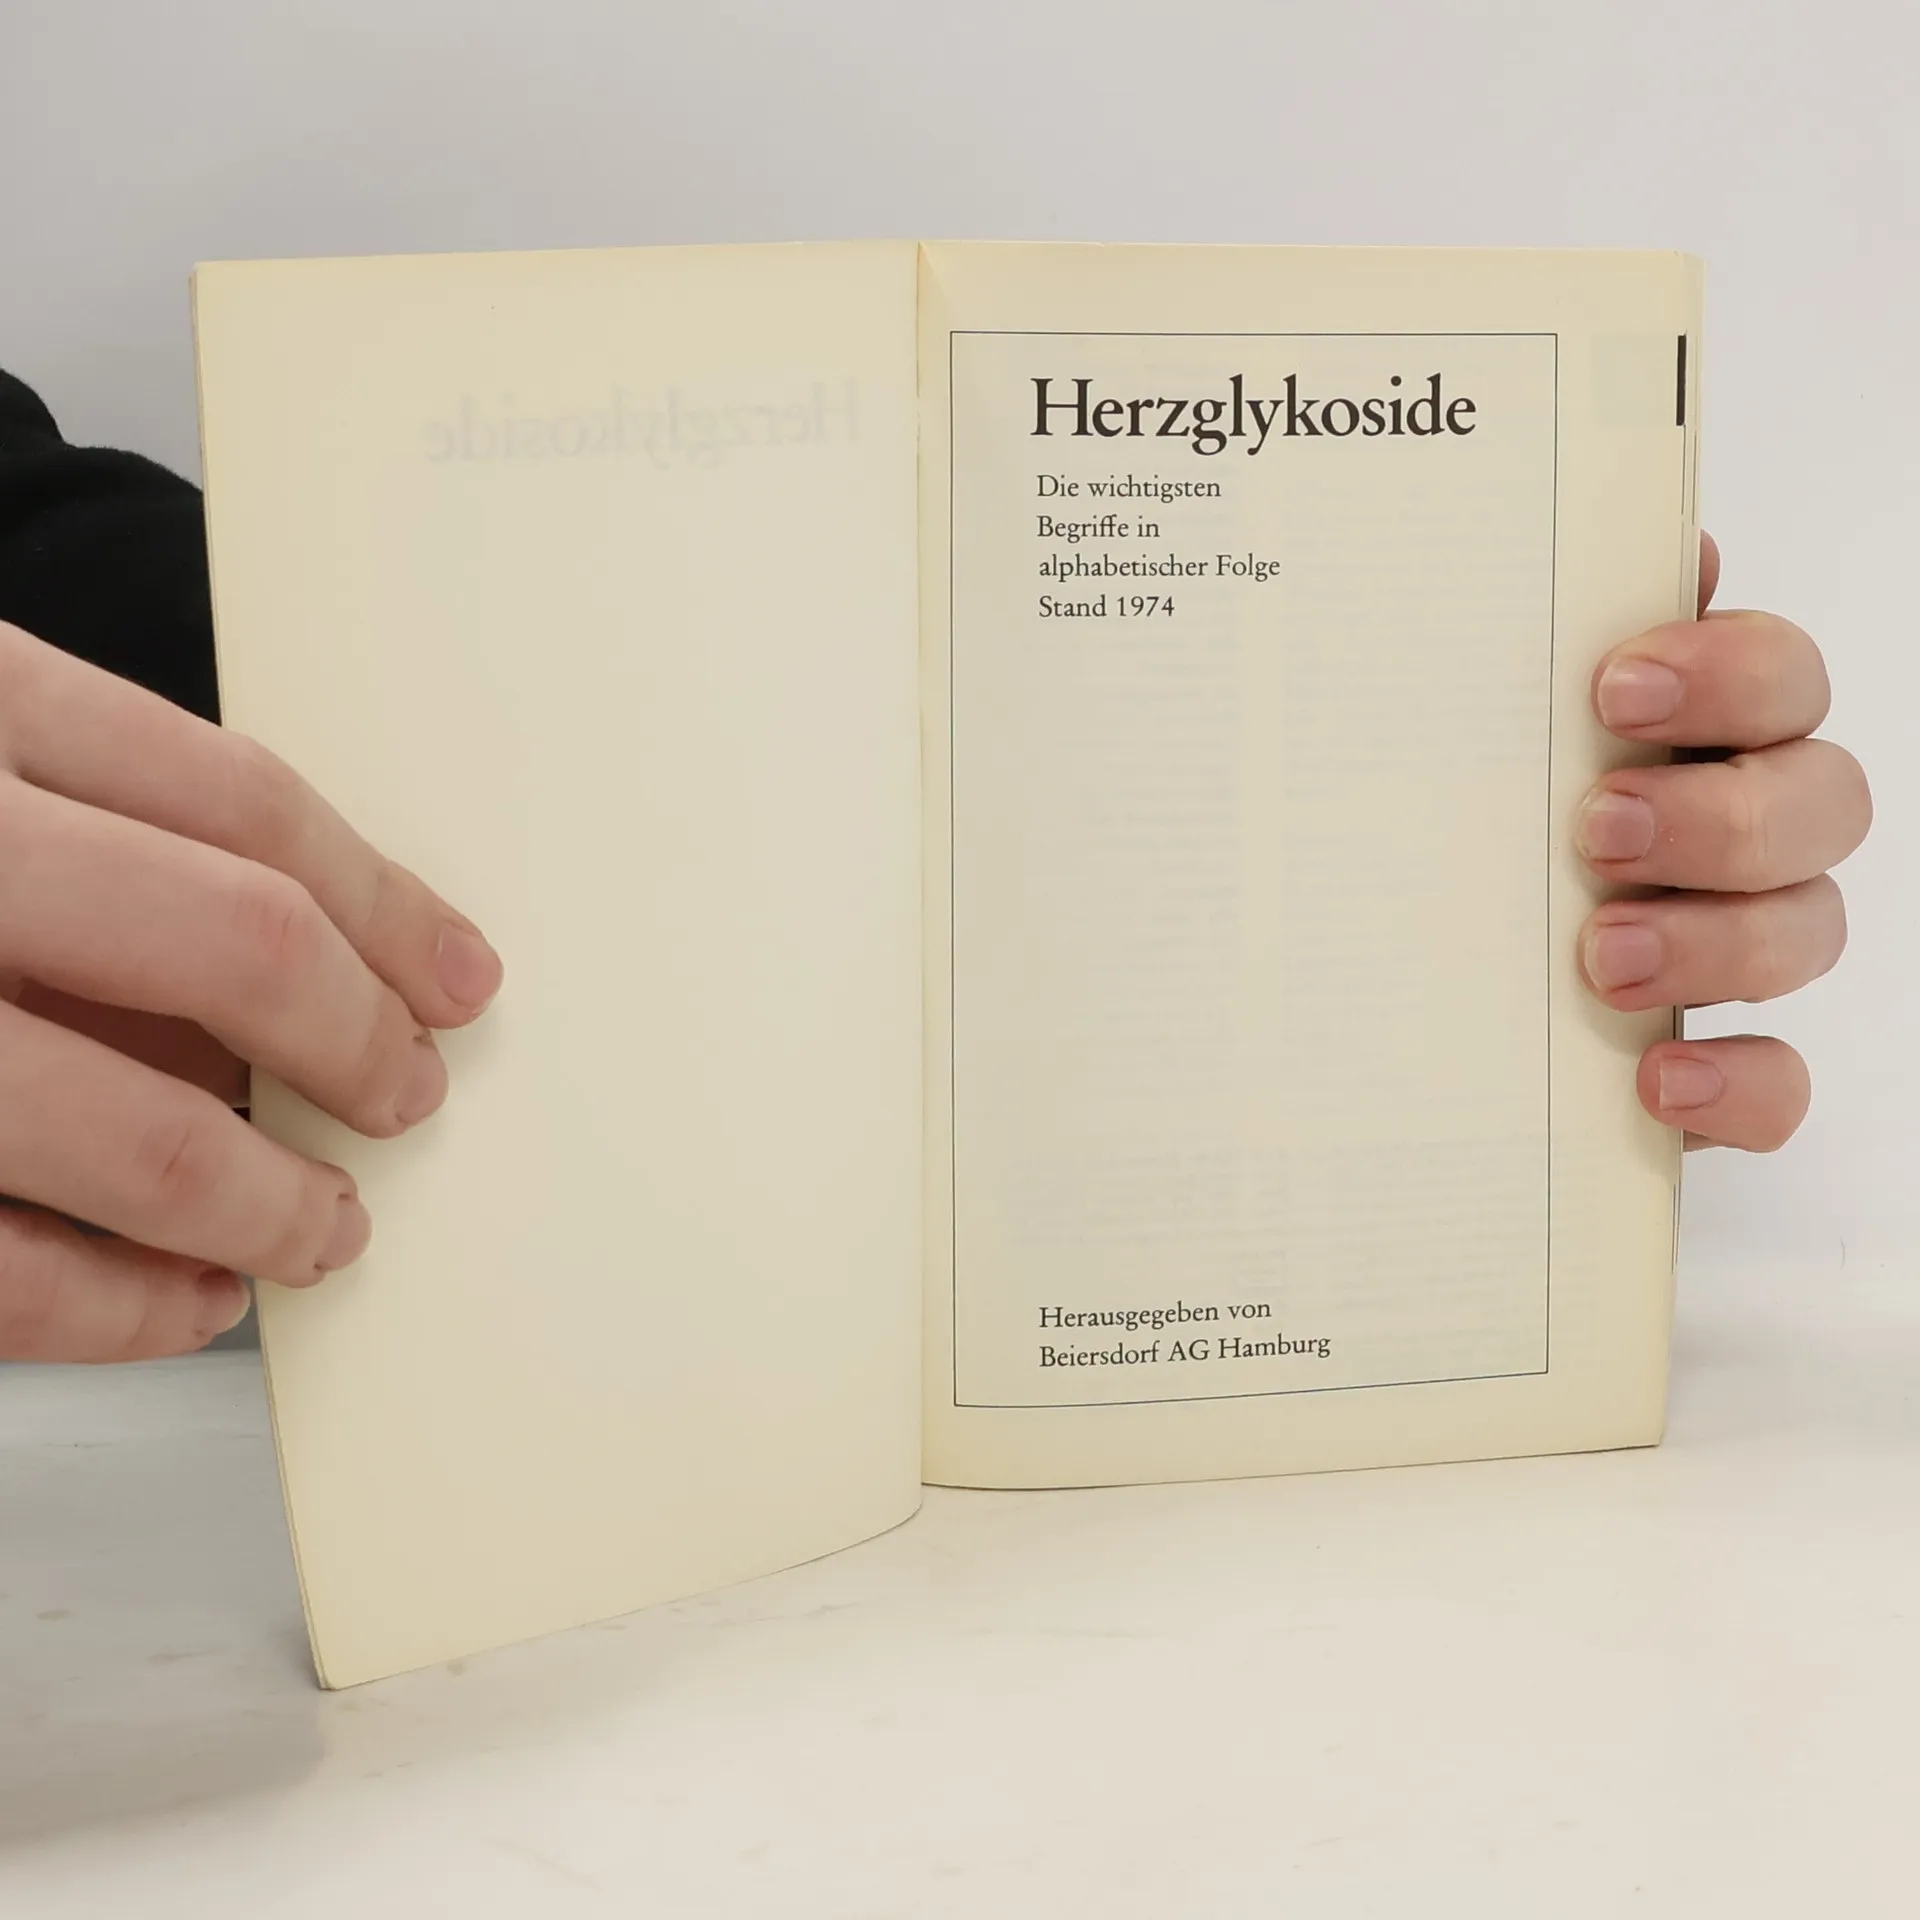 Herzglykoside
Die wichtigsten
Begriffe in
alphabetischer Folge
Stand 1974
Herausgegeben von
Beiersdorf AG Hamburg